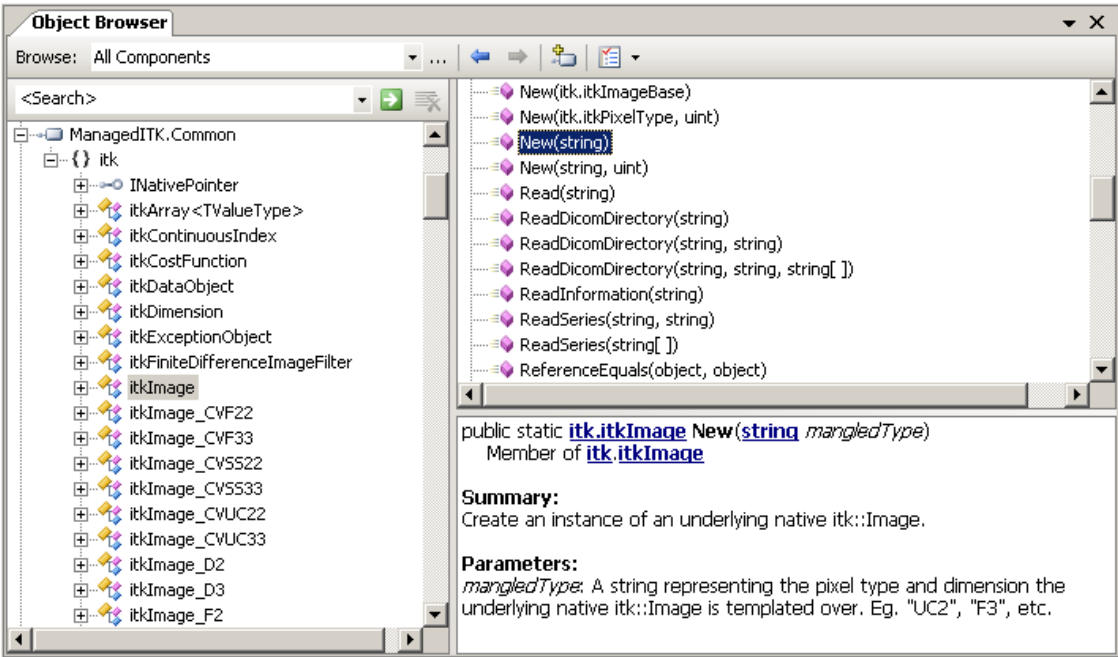 Object Browser
Browse: All Components ...
<Search>
ManagedITK.Common
{} itk
INativePointer
itkArray<TValueType>
itkContinuousIndex
itkCostFunction
itkDataObject
itkDimension
itkExceptionObject
itkFiniteDifferenceImageFilter
itkImage
itkImage_CVF22
itkImage_CVF33
itkImage_CVSS22
itkImage_CVSS33
itkImage_CVUC22
itkImage_CVUC33
itkImage_D2
itkImage_D3
itkImage_F2
New(itk.itkImageBase)
New(itk.itkPixelType, uint)
New(string)
New(string, uint)
Read(string)
ReadDicomDirectory(string)
ReadDicomDirectory(string, string)
ReadDicomDirectory(string, string, string[ ])
ReadInformation(string)
ReadSeries(string, string)
ReadSeries(string[ ])
ReferenceEquals(object, object)
public static itk.itkImage New(string mangledType)
Member of itk.itkImage
Summary:
Create an instance of an underlying native itk::Image.
Parameters:
mangledType: A string representing the pixel type and dimension the
underlying native itk::Image is templated over. Eg. "UC2", "F3", etc.